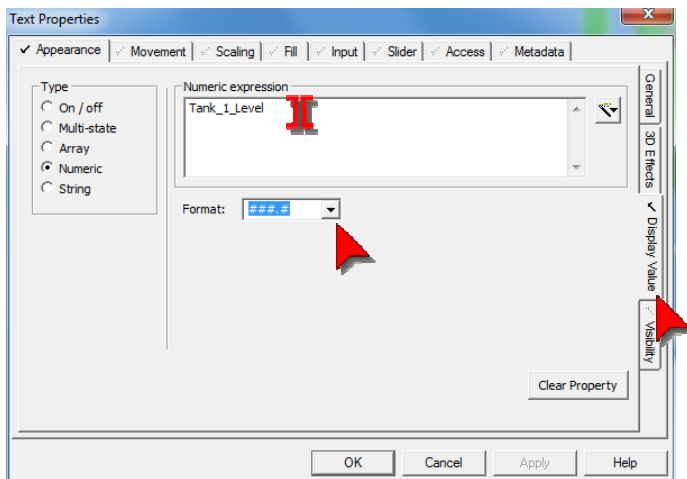 Text Properties
Appearance Movement Scaling Fill Input Slider Access Metadata
Type
On / off
Multi-state
Array
Numeric
String
Numeric expression
Tank_1_Level
Format: ###.#
General
3D Effects
Display Value
Visibility
Clear Property
OK Cancel Apply Help